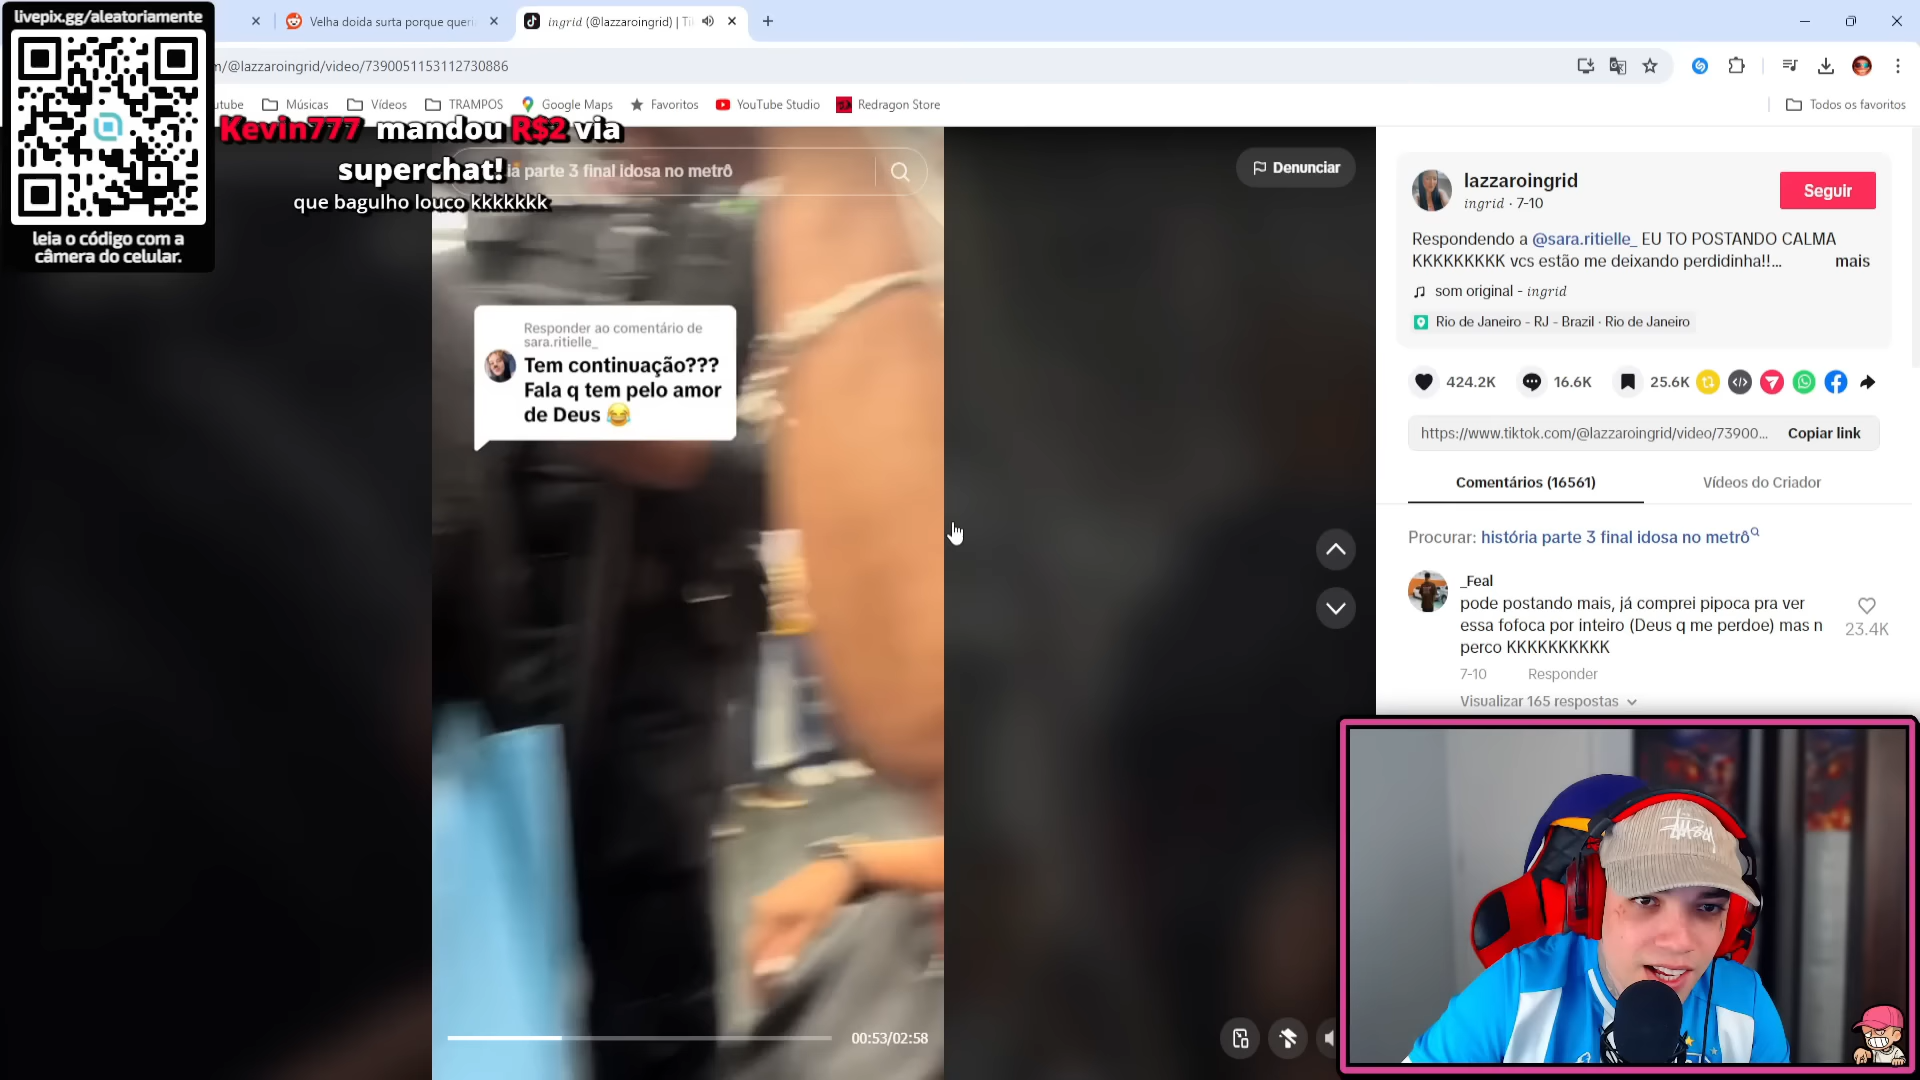 livepix.gg/aleatoriamente
leia o código com a
câmera do celular.
Velha doida surta porque queri
ingrid (@lazzaroingrid) | Ti
/@lazzaroingrid/video/7390051153112730886
utube
Músicas
Vídeos
TRAMPOS
Google Maps
Favoritos
YouTube Studio
Redragon Store
Todos os favoritos
Kevin777 mandou R$2 via
superchat!
que bagulho louco kkkkkkk
parte 3 final idosa no metrô
Denunciar
Responder ao comentário de
sara.ritielle_
Tem continuação???
Fala q tem pelo amor
de Deus 😂
00:53/02:58
lazzaroingrid
ingrid · 7-10
Seguir
Respondendo a @sara.ritielle_ EU TO POSTANDO CALMA
KKKKKKKKK vcs estão me deixando perdidinha!!...
mais
som original - ingrid
Rio de Janeiro - RJ - Brazil · Rio de Janeiro
424.2K
16.6K
25.6K
https://www.tiktok.com/@lazzaroingrid/video/73900...
Copiar link
Comentários (16561)
Vídeos do Criador
Procurar: história parte 3 final idosa no metrô
_Feal
pode postando mais, já comprei pipoca pra ver
essa fofoca por inteiro (Deus q me perdoe) mas n
perco KKKKKKKKKK
23.4K
7-10
Responder
Visualizar 165 respostas